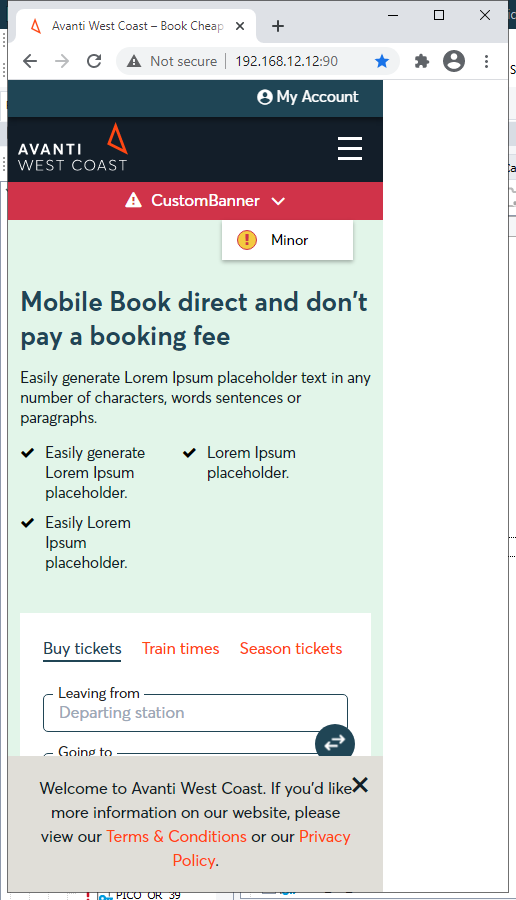 Avanti West Coast – Book Cheap
Not secure
192.168.12.12:90
My Account
AVANTI
WEST COAST
CustomBanner
Minor
Mobile Book direct and don't
pay a booking fee
Easily generate Lorem Ipsum placeholder text in any
number of characters, words sentences or
paragraphs.
Easily generate
Lorem Ipsum
placeholder.
Lorem Ipsum
placeholder.
Easily Lorem
Ipsum
placeholder.
Buy tickets
Train times
Season tickets
Leaving from
Departing station
Going to
Welcome to Avanti West Coast. If you'd like
more information on our website, please
view our Terms & Conditions or our Privacy
Policy.
PICO_OR_39